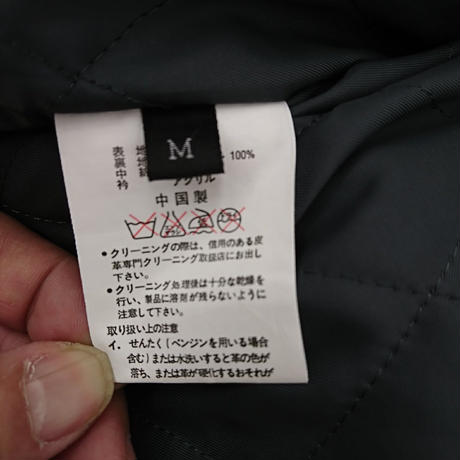 M
表 地
裏 地
中 綿
衿
100%
アクリル
中 国 製
●クリーニングの際は、信用のある皮
革専門クリーニング取扱店にお出し
下さい。
●クリーニング処理後は十分な乾燥を
行い、製品に溶剤が残らないように
注意して下さい。
取り扱い上の注意
イ. せんたく(ベンジンを用いる場合
含む)または水洗いすると革の色が
落ち、または革が硬化するおそれが